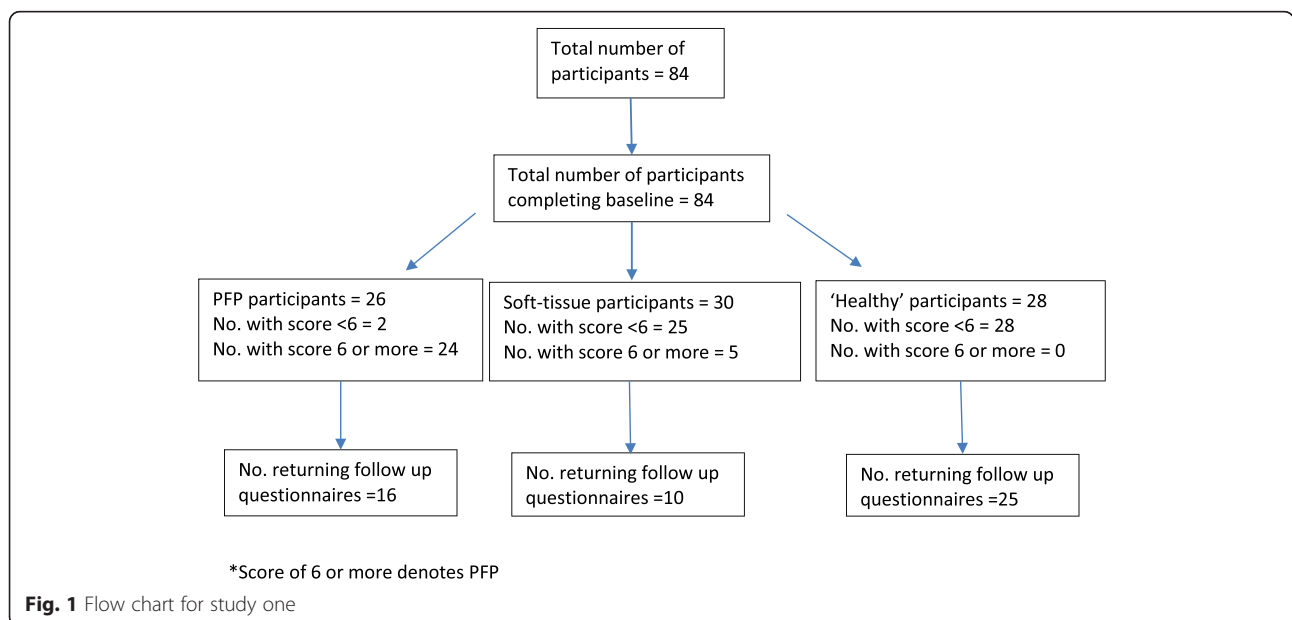 Total number of
participants = 84
Total number of participants
completing baseline = 84
PFP participants = 26
No. with score <6 = 2
No. with score 6 or more = 24
Soft-tissue participants = 30
No. with score <6 = 25
No. with score 6 or more = 5
‘Healthy’ participants = 28
No. with score <6 = 28
No. with score 6 or more = 0
No. returning follow up
questionnaires =16
No. returning follow up
questionnaires =10
No. returning follow up
questionnaires =25
*Score of 6 or more denotes PFP
Fig. 1 Flow chart for study one